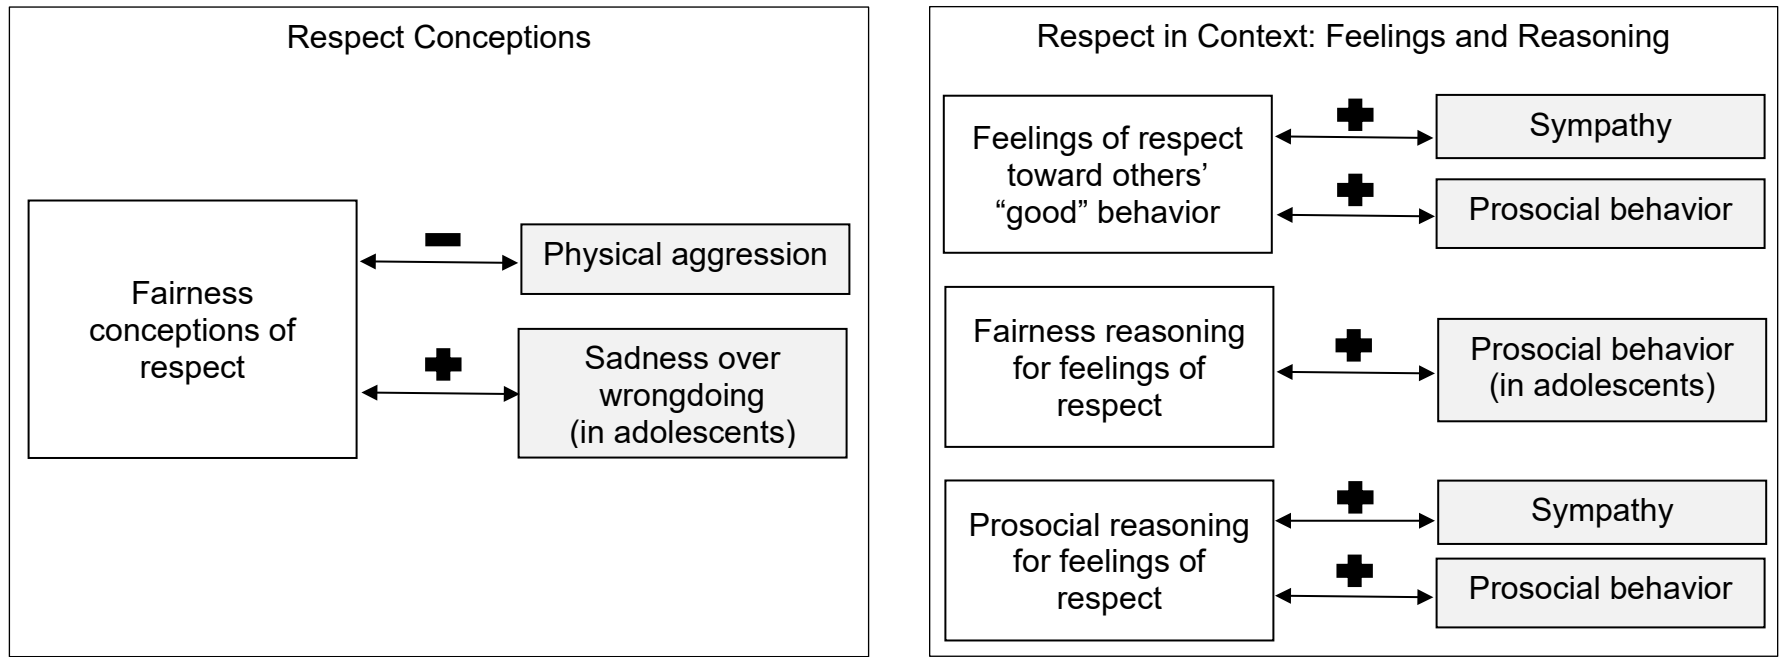 Respect Conceptions
Fairness
conceptions of
respect
Physical aggression
Sadness over
wrongdoing
(in adolescents)
Respect in Context: Feelings and Reasoning
Feelings of respect
toward others’
“good” behavior
Sympathy
Prosocial behavior
Fairness reasoning
for feelings of
respect
Prosocial behavior
(in adolescents)
Prosocial reasoning
for feelings of
respect
Sympathy
Prosocial behavior